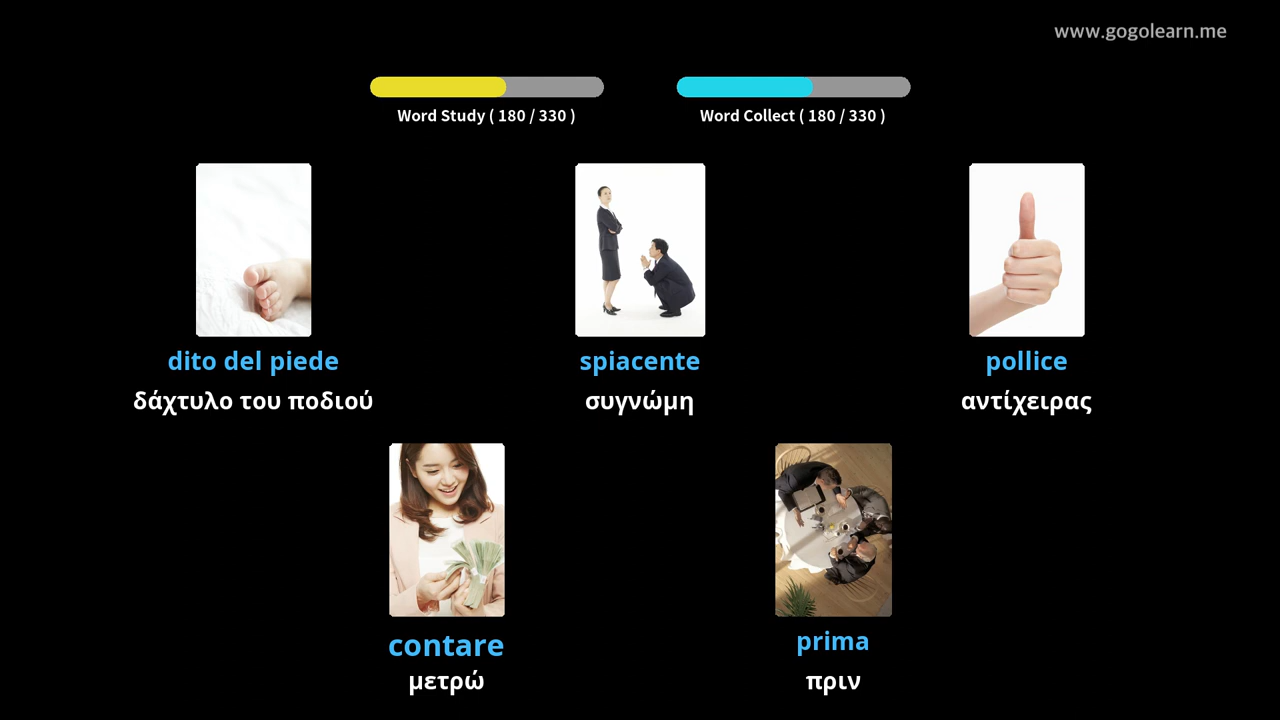 www.gogolearn.me
Word Study ( 180 / 330 )
Word Collect ( 180 / 330 )
dito del piede
δάχτυλο του ποδιού
spiacente
συγνώμη
pollice
αντίχειρας
contare
μετρώ
prima
πριν